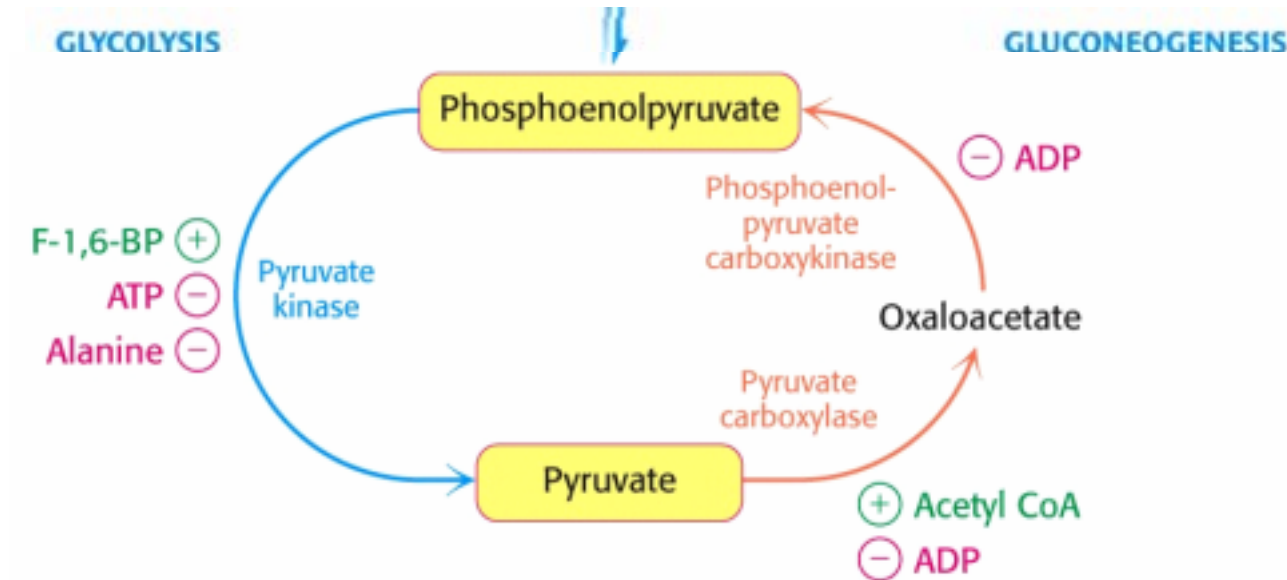 GLYCOLYSIS
GLUCONEOGENESIS
Phosphoenolpyruvate
− ADP
Phosphoenol-
pyruvate
carboxykinase
F-1,6-BP +
ATP −
Alanine −
Pyruvate
kinase
Oxaloacetate
Pyruvate
carboxylase
Pyruvate
+ Acetyl CoA
− ADP